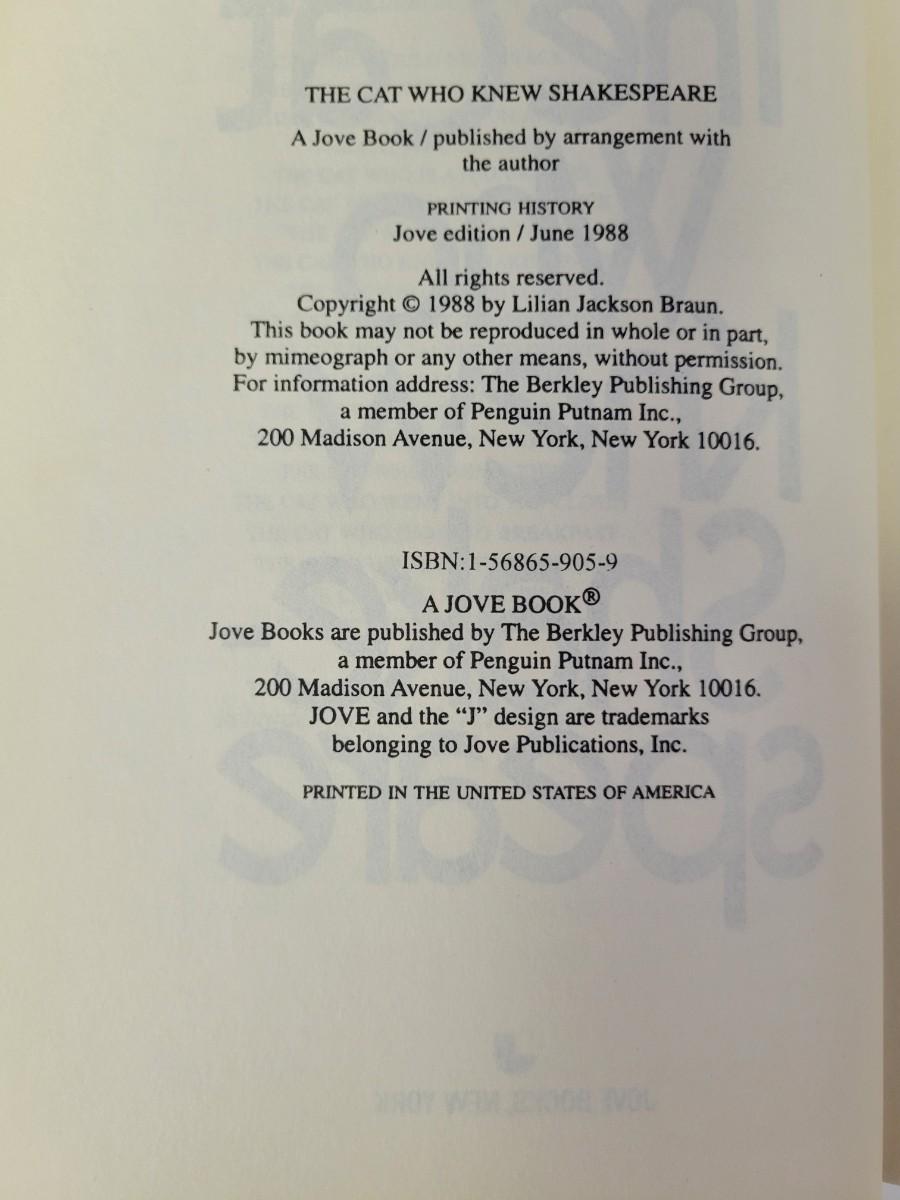 THE CAT WHO KNEW SHAKESPEARE
A Jove Book / published by arrangement with
the author
PRINTING HISTORY
Jove edition / June 1988
All rights reserved.
Copyright © 1988 by Lilian Jackson Braun.
This book may not be reproduced in whole or in part,
by mimeograph or any other means, without permission.
For information address: The Berkley Publishing Group,
a member of Penguin Putnam Inc.,
200 Madison Avenue, New York, New York 10016.
ISBN:1-56865-905-9
A JOVE BOOK®
Jove Books are published by The Berkley Publishing Group,
a member of Penguin Putnam Inc.,
200 Madison Avenue, New York, New York 10016.
JOVE and the “J” design are trademarks
belonging to Jove Publications, Inc.
PRINTED IN THE UNITED STATES OF AMERICA